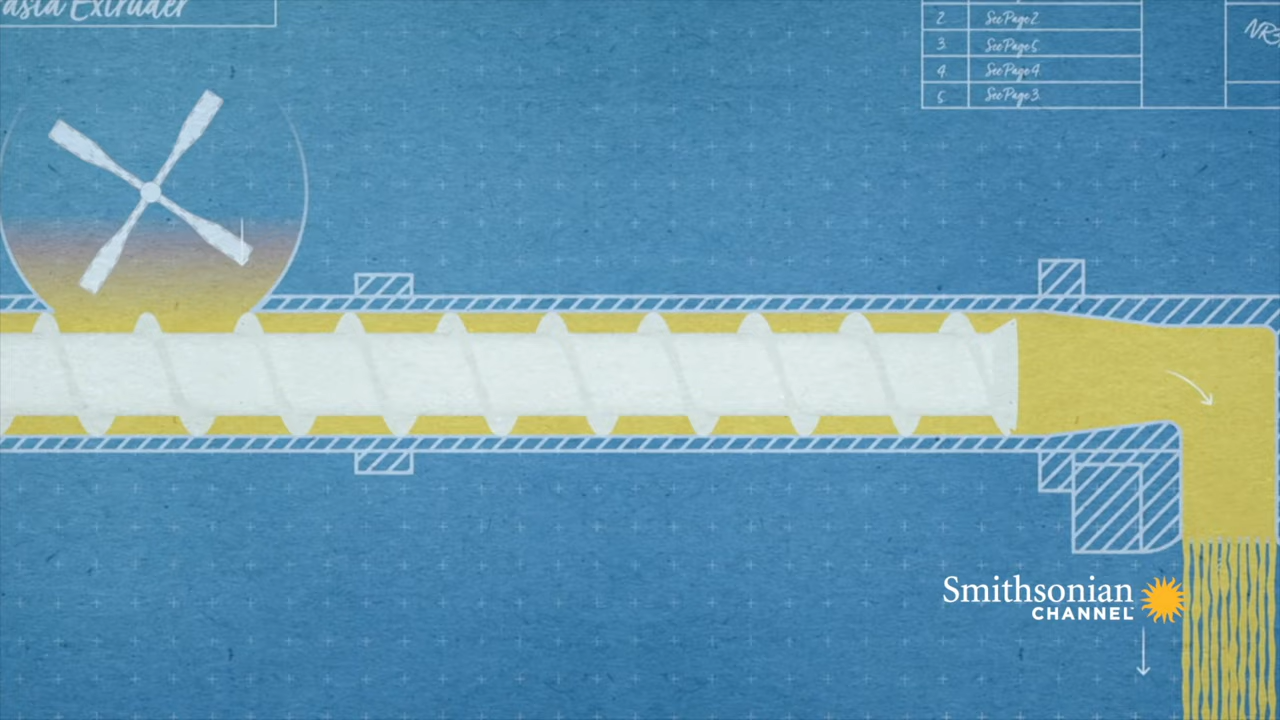 Pasta Extruder
2. See Page 2
3. See Page 5
4. See Page 4
5. See Page 3
Smithsonian
CHANNEL